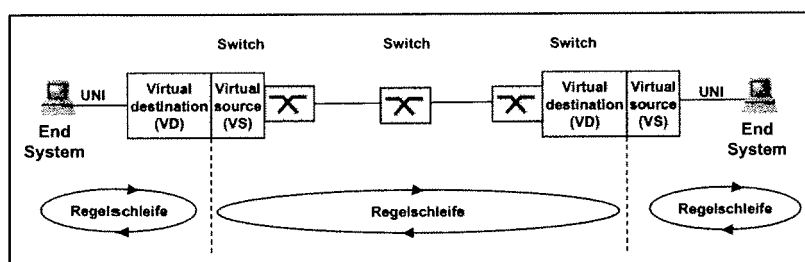 Switch Switch Switch
UNI Virtual destination (VD) Virtual source (VS) Virtual destination (VD) Virtual source (VS) UNI
End System End System
Regelschleife Regelschleife Regelschleife